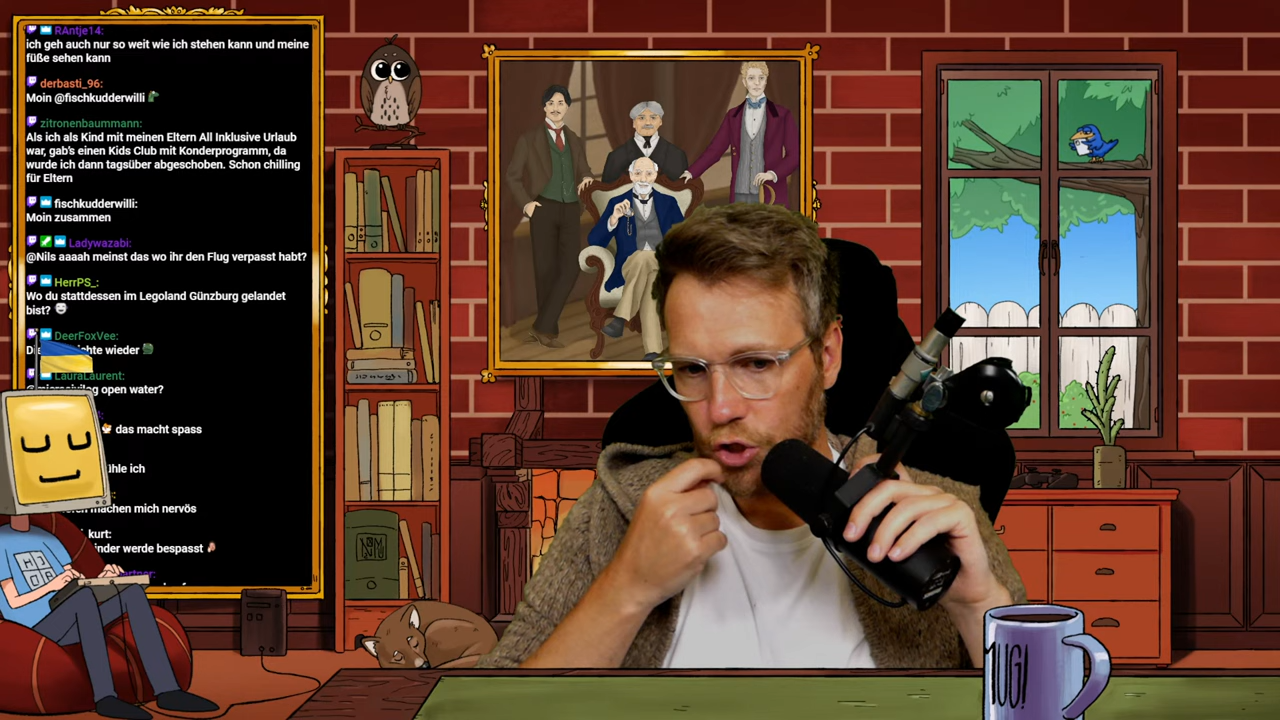 RAntje14:
ich geh auch nur so weit wie ich stehen kann und meine
füße sehen kann
derbasti_96:
Moin @fischkudderwilli
zitronenbaummann:
Als ich als Kind mit meinen Eltern All Inklusive Urlaub
war, gab's einen Kids Club mit Konderprogramm, da
wurde ich dann tagsüber abgeschoben. Schon chilling
für Eltern
fischkudderwilli:
Moin zusammen
Ladywazabi:
@Nils aaaah meinst das wo ihr den Flug verpasst habt?
HerrPS_:
Wo du stattdessen im Legoland Günzburg gelandet
bist?
DeerFoxVee:
wieder
LauraLaurent:
open water?
das macht spass
ich
machen mich nervös
kurt:
werde bespasst
MUG!